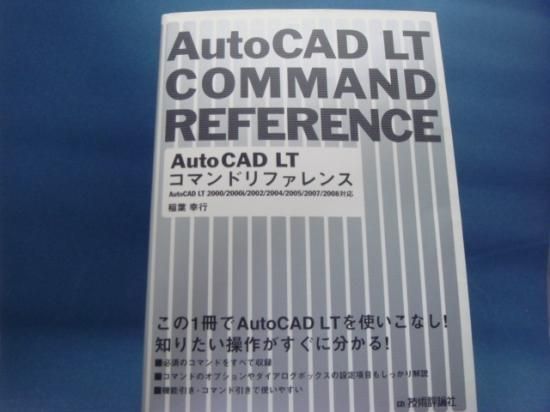 AutoCAD LT
COMMAND
REFERENCE
AutoCAD LT
コマンドリファレンス
AutoCAD LT 2000/2000i/2002/2004/2005/2007/2008対応
稲葉 幸行
この1冊でAutoCAD LTを使いこなし!
知りたい操作がすぐに分かる!
■必須のコマンドをすべて収録
■コマンドのオプションやダイアログボックスの設定項目もしっかり解説
■機能引き・コマンド引きで使いやすい
技術評論社